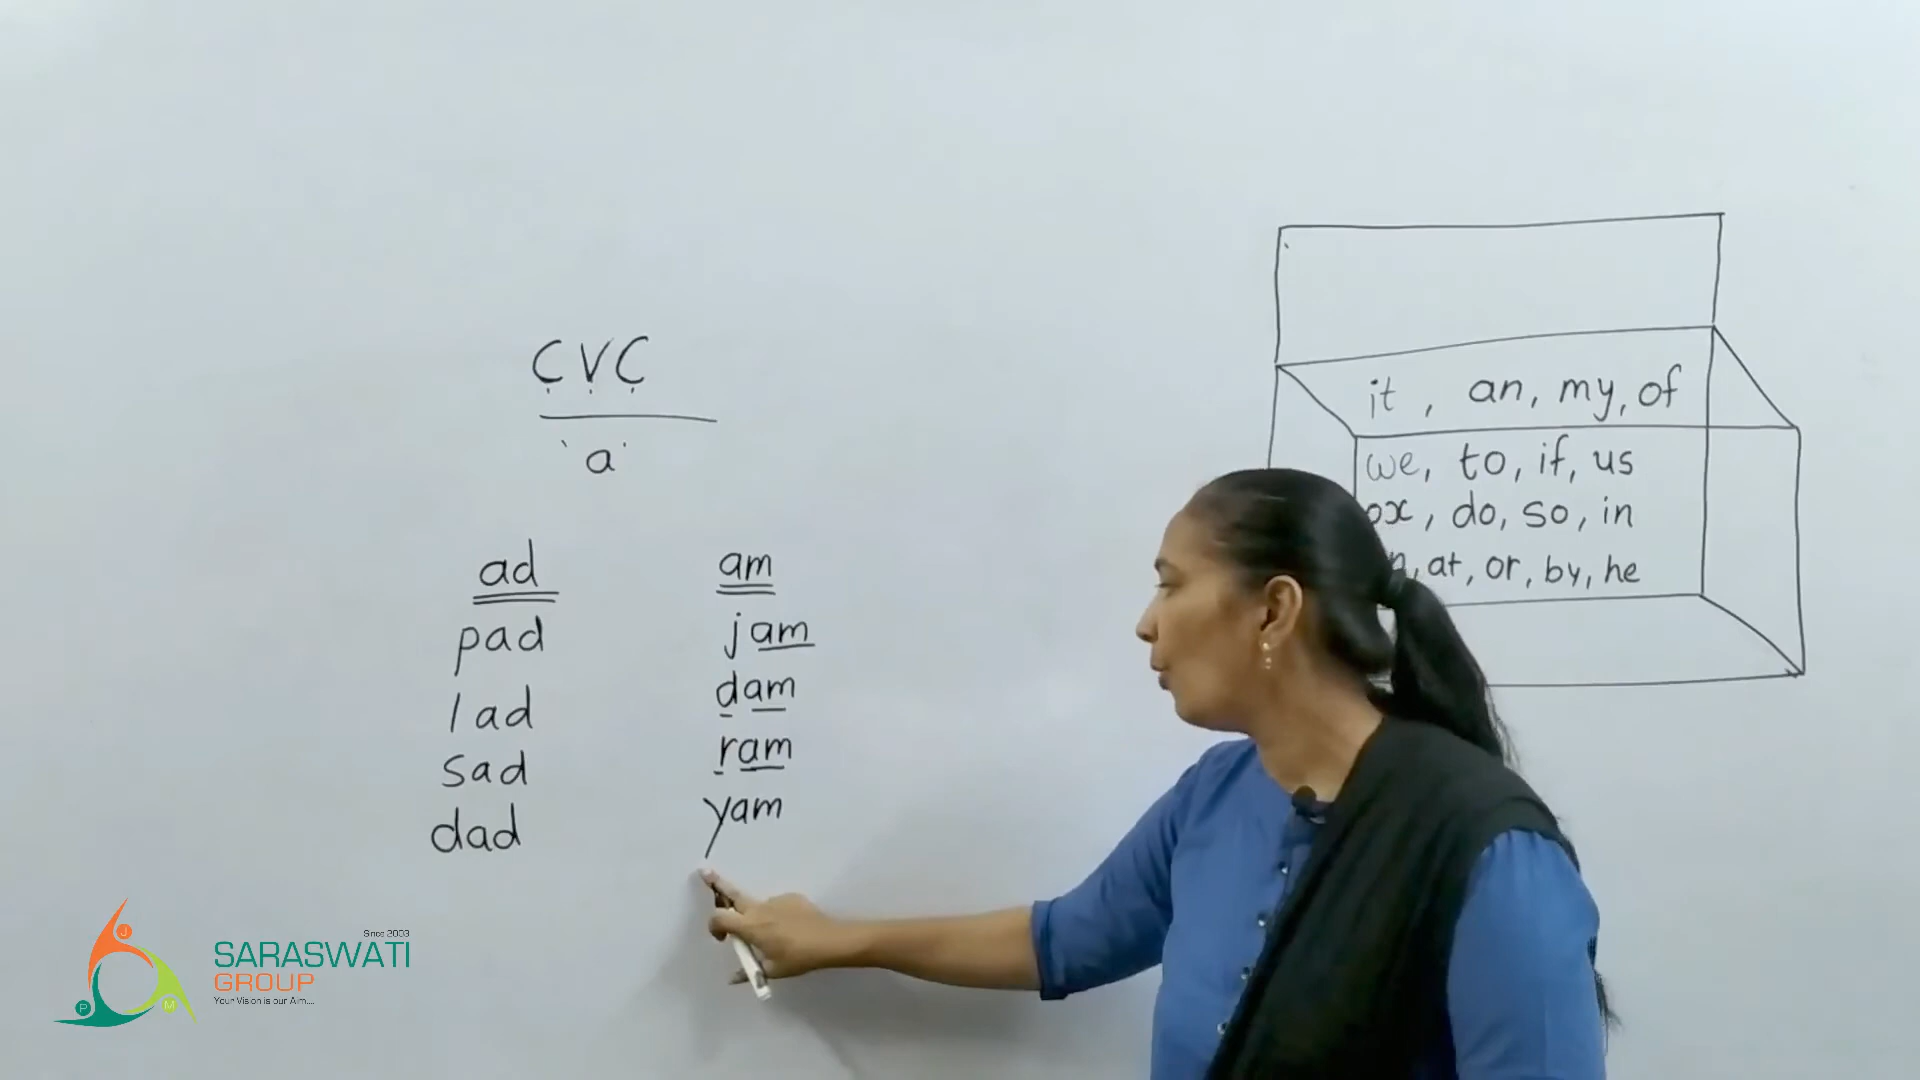 CVC
'a'
ad
pad
lad
sad
dad
am
jam
dam
ram
yam
it, an, my, of
we, to, if, us
ox, do, so, in
, at, or, by, he
Since 2003
SARASWATI
GROUP
Your Vision is our Aim....
J
P
M